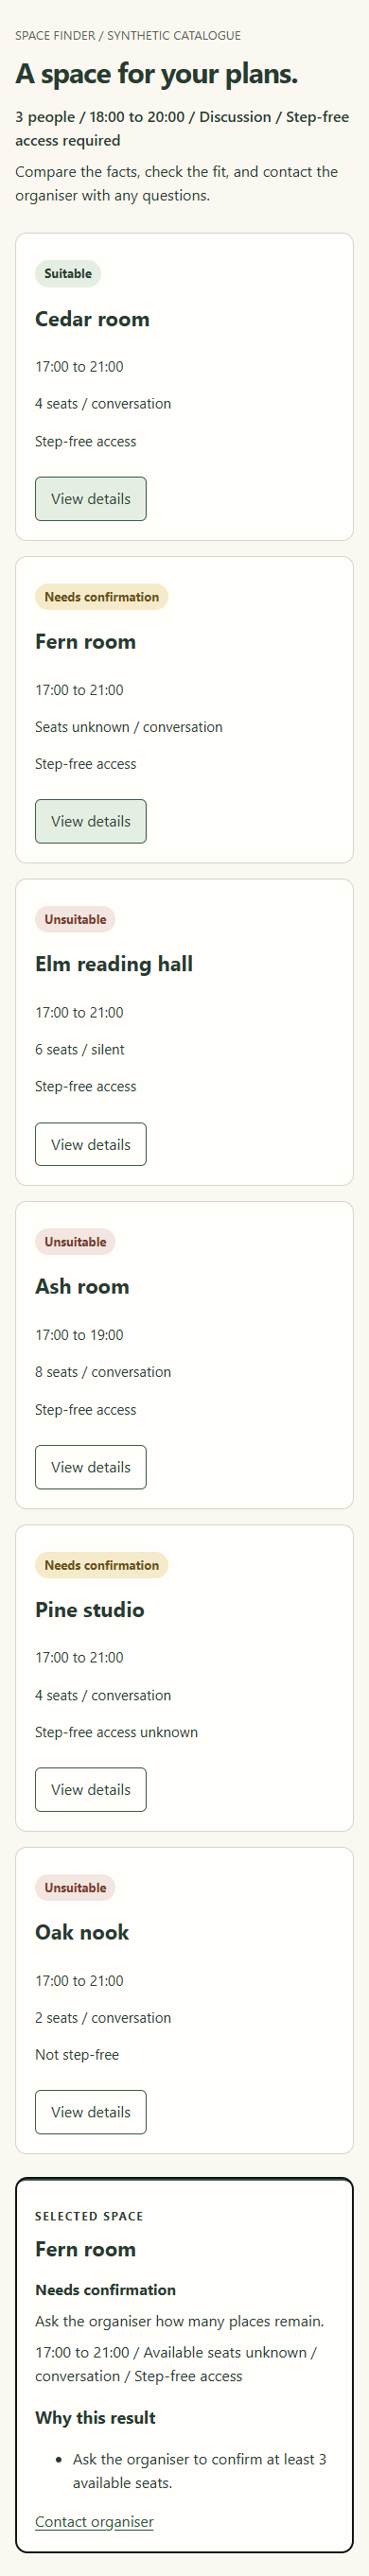 SPACE FINDER / SYNTHETIC CATALOGUE
A space for your plans.
3 people / 18:00 to 20:00 / Discussion / Step-free
access required
Compare the facts, check the fit, and contact the
organiser with any questions.
Suitable
Cedar room
17:00 to 21:00
4 seats / conversation
Step-free access
View details
Needs confirmation
Fern room
17:00 to 21:00
Seats unknown / conversation
Step-free access
View details
Unsuitable
Elm reading hall
17:00 to 21:00
6 seats / silent
Step-free access
View details
Unsuitable
Ash room
17:00 to 19:00
8 seats / conversation
Step-free access
View details
Needs confirmation
Pine studio
17:00 to 21:00
4 seats / conversation
Step-free access unknown
View details
Unsuitable
Oak nook
17:00 to 21:00
2 seats / conversation
Not step-free
View details
SELECTED SPACE
Fern room
Needs confirmation
Ask the organiser how many places remain.
17:00 to 21:00 / Available seats unknown /
conversation / Step-free access
Why this result
• Ask the organiser to confirm at least 3
available seats.
Contact organiser